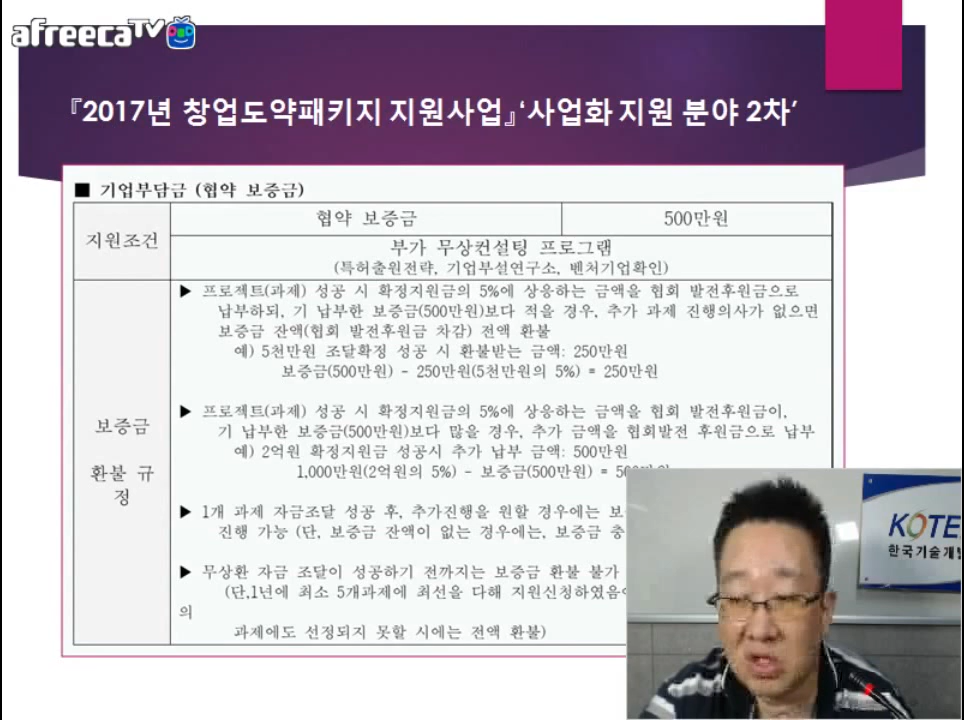 afreecaTV
『2017년 창업도약패키지 지원사업』‘사업화 지원 분야 2차’
■ 기업부담금 (협약 보증금)
지원조건
협약 보증금 500만원
부가 무상컨설팅 프로그램
(특허출원전략, 기업부설연구소, 벤처기업확인)
보증금
환불 규
정
▶ 프로젝트(과제) 성공 시 확정지원금의 5%에 상응하는 금액을 협회 발전후원금으로
납부하되, 기 납부한 보증금(500만원)보다 적을 경우, 추가 과제 진행의사가 없으면
보증금 잔액(협회 발전후원금 차감) 전액 환불
예) 5천만원 조달확정 성공 시 환불받는 금액: 250만원
보증금(500만원) - 250만원(5천만원의 5%) = 250만원
▶ 프로젝트(과제) 성공 시 확정지원금의 5%에 상응하는 금액을 협회 발전후원금이,
기 납부한 보증금(500만원)보다 많을 경우, 추가 금액을 협회발전 후원금으로 납부
예) 2억원 확정지원금 성공시 추가 납부 금액: 500만원
1,000만원(2억원의 5%) - 보증금(500만원) =
▶ 1개 과제 자금조달 성공 후, 추가진행을 원할 경우에는
진행 가능 (단, 보증금 잔액이 없는 경우에는, 보증금
▶ 무상환 자금 조달이 성공하기 전까지는 보증금 환불 불가
(단,1년에 최소 5개과제에 최선을 다해
의
과제에도 선정되지 못할 시에는 전액 환불)
KOTE
한국기술개발